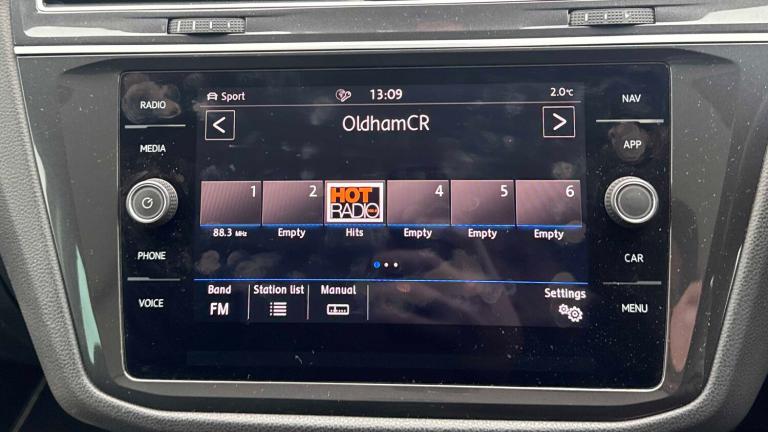 RADIO
MEDIA
PHONE
VOICE
Sport 13:09 2.0°C
< OldhamCR >
1 2 HOT RADIO 4 5 6
88.3 MHz Empty Hits Empty Empty Empty
Band Station list Manual Settings
FM
NAV
APP
CAR
MENU